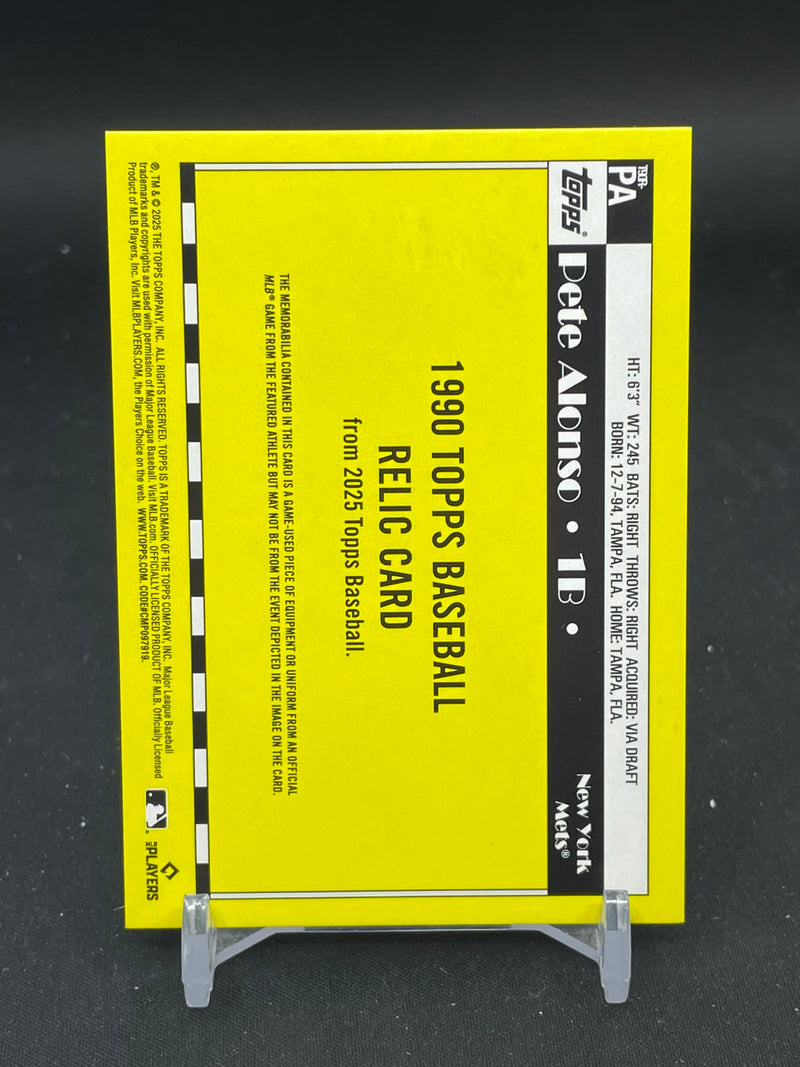 190R-
PA
topps®
HT: 6'3" WT: 245 BATS: RIGHT THROWS: RIGHT ACQUIRED: VIA DRAFT
BORN: 12-7-94, TAMPA, FLA. HOME: TAMPA, FLA.
Pete Alonso • 1B •
New York
Mets®
1990 TOPPS BASEBALL
RELIC CARD
from 2025 Topps Baseball.
THE MEMORABILIA CONTAINED IN THIS CARD IS A GAME-USED PIECE OF EQUIPMENT OR UNIFORM FROM AN OFFICIAL
MLB® GAME FROM THE FEATURED ATHLETE BUT MAY NOT BE FROM THE EVENT DEPICTED IN THE IMAGE ON THE CARD.
®, TM & © 2025 THE TOPPS COMPANY, INC. ALL RIGHTS RESERVED. TOPPS IS A TRADEMARK OF THE TOPPS COMPANY, INC. Major League Baseball
trademarks and copyrights are used with permission of Major League Baseball. Visit MLB.com. OFFICIALLY LICENSED PRODUCT OF MLB. Officially Licensed
Product of MLB Players, Inc. Visit MLBPLAYERS.COM, the Players Choice on the web. WWW.TOPPS.COM. CODE#CMP097919.
MLB PLAYERS